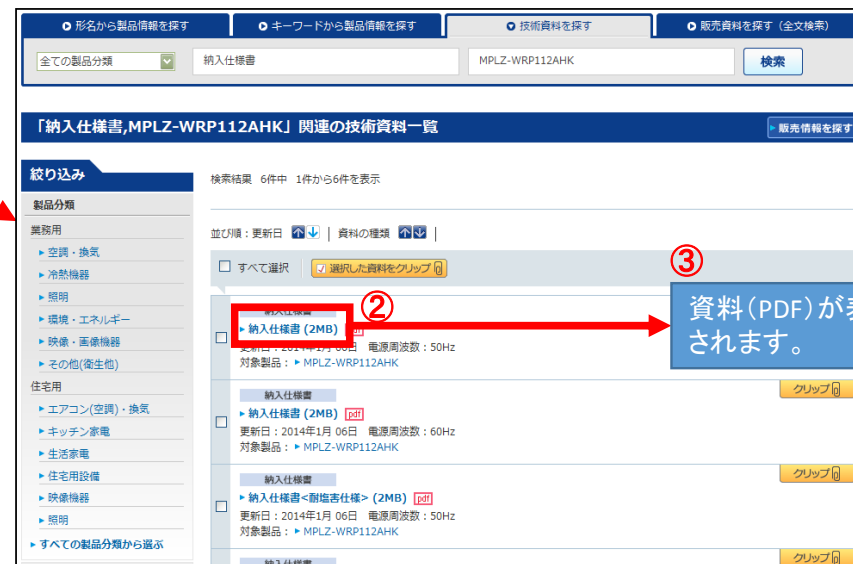 形名から製品情報を探す
キーワードから製品情報を探す
技術資料を探す
販売資料を探す（全文検索）
全ての製品分類
納入仕様書
MPLZ-WRP112AHK
検索
「納入仕様書,MPLZ-WRP112AHK」関連の技術資料一覧
販売情報を探す
絞り込み
製品分類
業務用
空調・換気
冷熱機器
照明
環境・エネルギー
映像・画像機器
その他(衛生他)
住宅用
エアコン(空調)・換気
キッチン家電
生活家電
住宅用設備
映像機器
照明
すべての製品分類から選ぶ
検索結果 6件中 1件から6件を表示
並び順：更新日 | 資料の種類 |
すべて選択 選択した資料をクリップ
②
③
資料（PDF）が表
されます。
納入仕様書
納入仕様書 (2MB) pdf
更新日：2014年1月 06日 電源周波数：50Hz
対象製品： MPLZ-WRP112AHK
クリップ
納入仕様書
納入仕様書 (2MB) pdf
更新日：2014年1月 06日 電源周波数：60Hz
対象製品： MPLZ-WRP112AHK
クリップ
納入仕様書
納入仕様書<耐塩害仕様> (2MB) pdf
更新日：2014年1月 06日 電源周波数：50Hz
対象製品： MPLZ-WRP112AHK
クリップ
納入仕様書